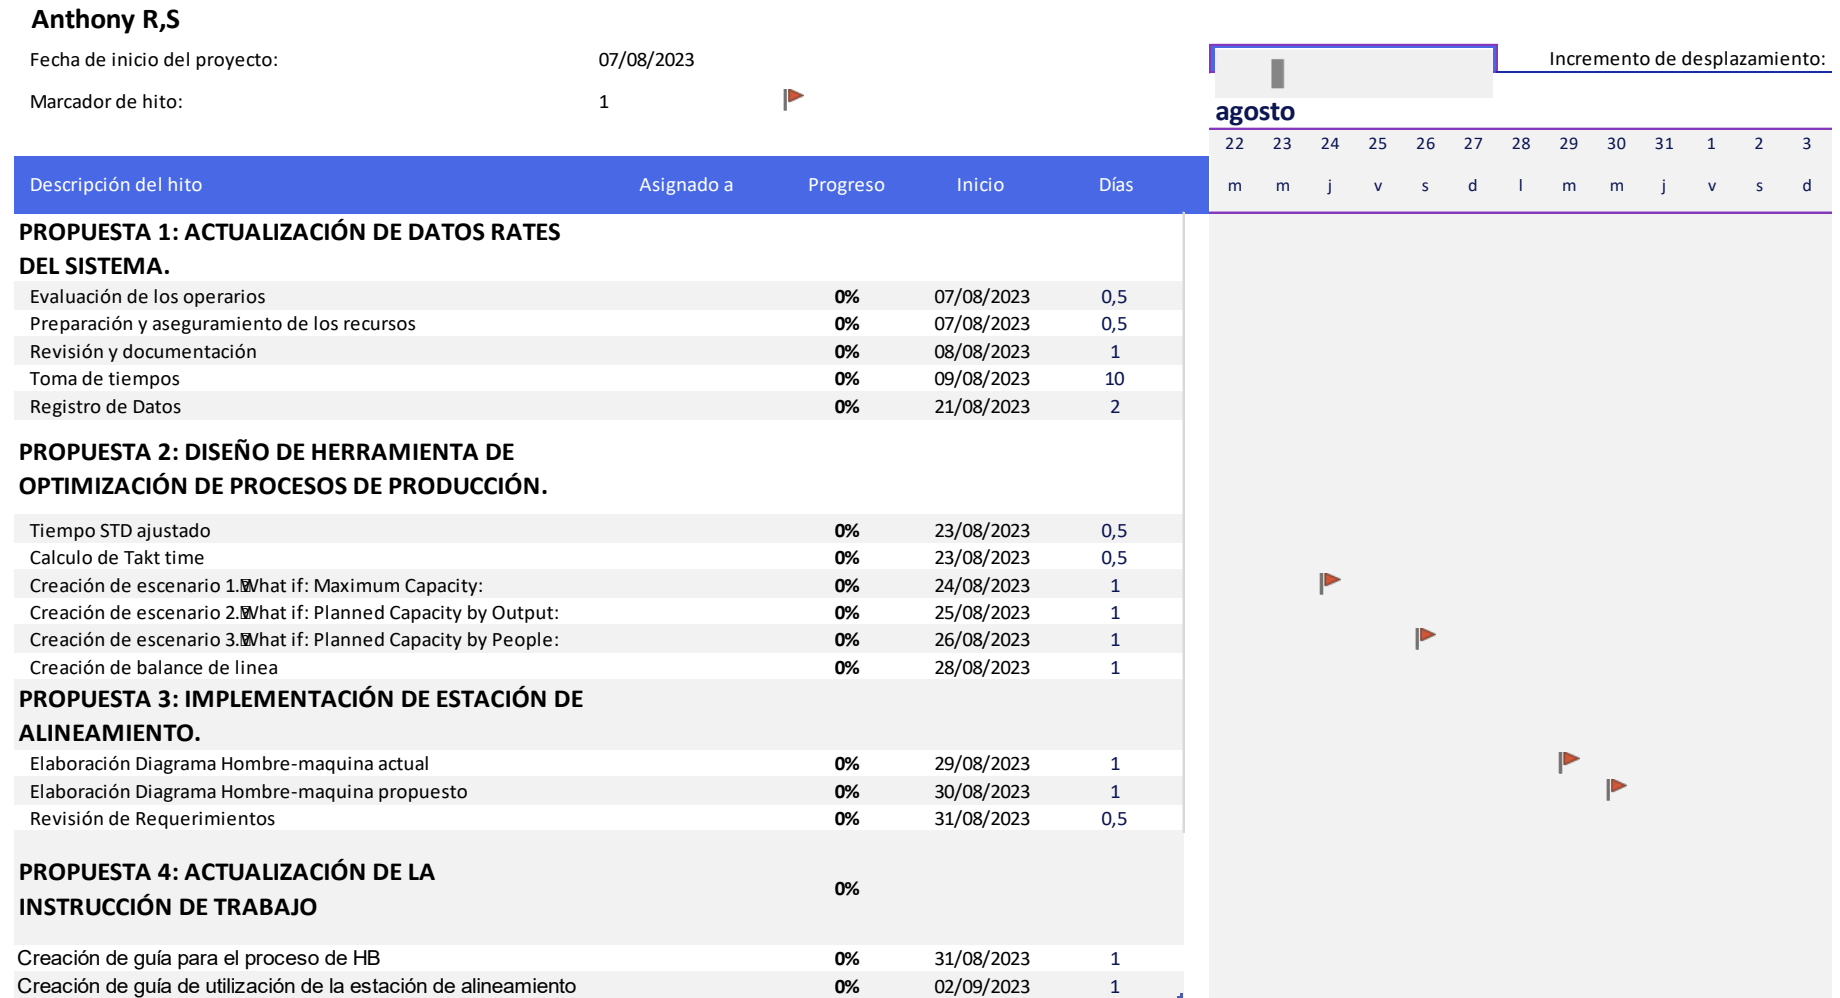 Anthony R,S
Fecha de inicio del proyecto: 07/08/2023 Incremento de desplazamiento:
Marcador de hito: 1
agosto
22 23 24 25 26 27 28 29 30 31 1 2 3
Descripción del hito Asignado a Progreso Inicio Días m m j v s d l m m j v s d
PROPUESTA 1: ACTUALIZACIÓN DE DATOS RATES
DEL SISTEMA.
Evaluación de los operarios 0% 07/08/2023 0,5
Preparación y aseguramiento de los recursos 0% 07/08/2023 0,5
Revisión y documentación 0% 08/08/2023 1
Toma de tiempos 0% 09/08/2023 10
Registro de Datos 0% 21/08/2023 2
PROPUESTA 2: DISEÑO DE HERRAMIENTA DE
OPTIMIZACIÓN DE PROCESOS DE PRODUCCIÓN.
Tiempo STD ajustado 0% 23/08/2023 0,5
Calculo de Takt time 0% 23/08/2023 0,5
Creación de escenario 1. What if: Maximum Capacity: 0% 24/08/2023 1
Creación de escenario 2. What if: Planned Capacity by Output: 0% 25/08/2023 1
Creación de escenario 3. What if: Planned Capacity by People: 0% 26/08/2023 1
Creación de balance de linea 0% 28/08/2023 1
PROPUESTA 3: IMPLEMENTACIÓN DE ESTACIÓN DE
ALINEAMIENTO.
Elaboración Diagrama Hombre-maquina actual 0% 29/08/2023 1
Elaboración Diagrama Hombre-maquina propuesto 0% 30/08/2023 1
Revisión de Requerimientos 0% 31/08/2023 0,5
PROPUESTA 4: ACTUALIZACIÓN DE LA
INSTRUCCIÓN DE TRABAJO 0%
Creación de guía para el proceso de HB 0% 31/08/2023 1
Creación de guía de utilización de la estación de alineamiento 0% 02/09/2023 1